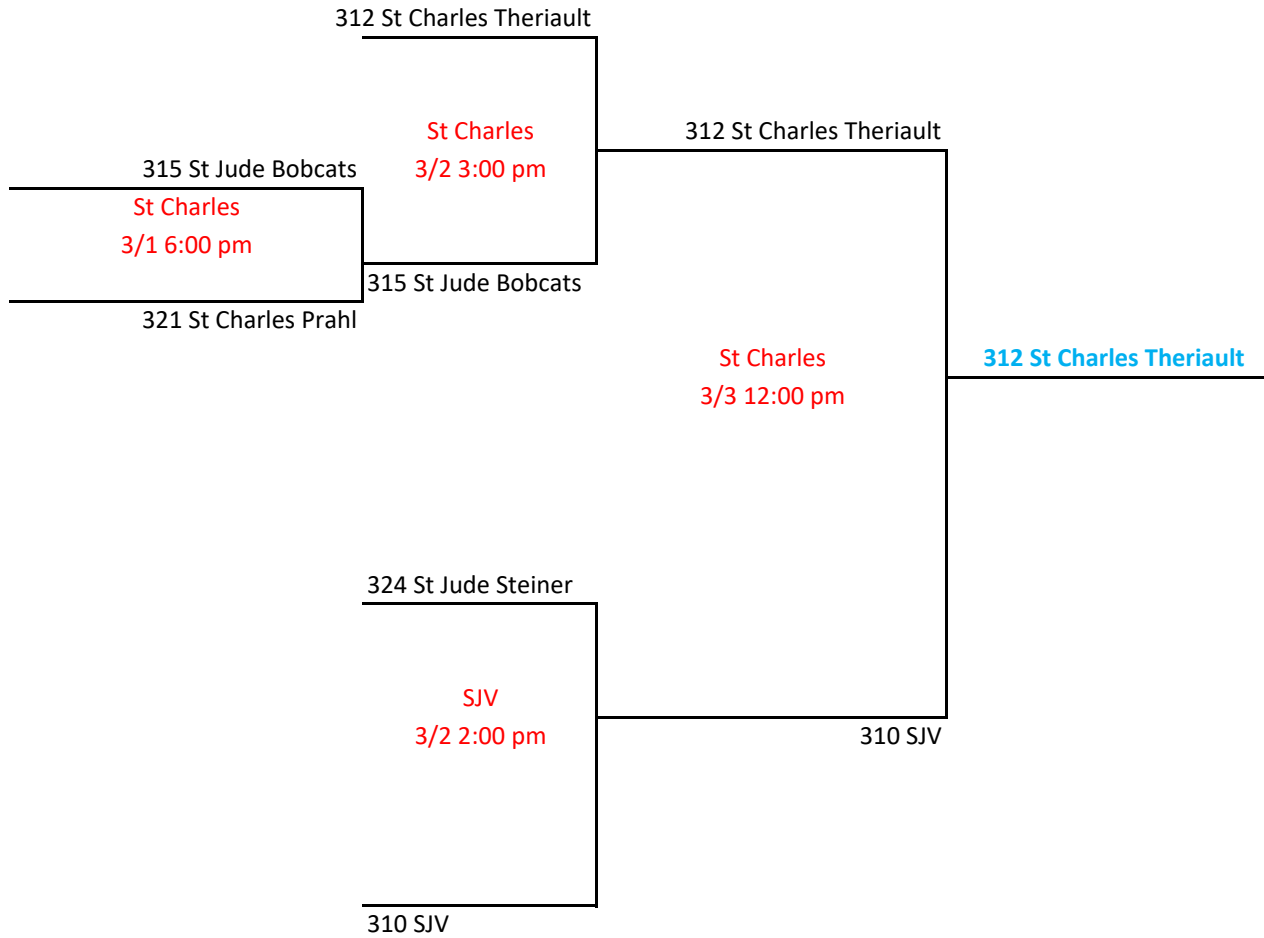 312 St Charles Theriault
St Charles
3/2 3:00 pm
312 St Charles Theriault
315 St Jude Bobcats
St Charles
3/1 6:00 pm
315 St Jude Bobcats
321 St Charles Prahl
St Charles
3/3 12:00 pm
312 St Charles Theriault
324 St Jude Steiner
SJV
3/2 2:00 pm
310 SJV
310 SJV